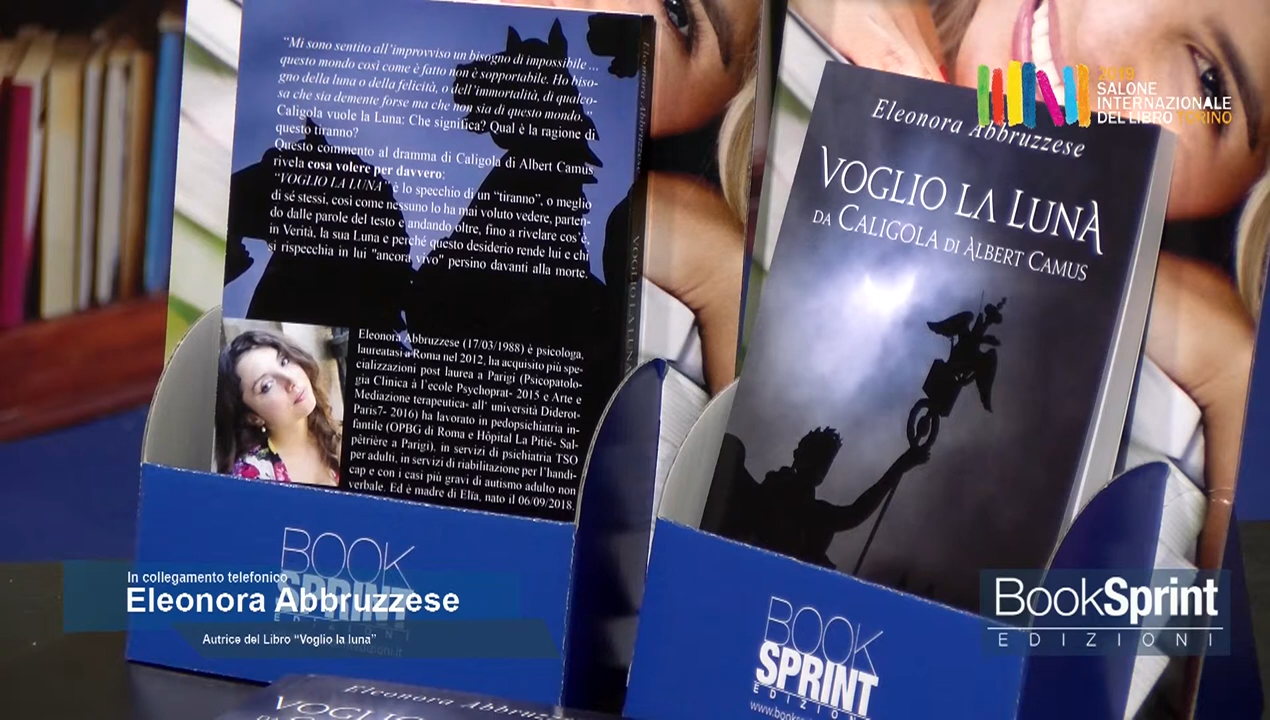 “Mi sono sentito all’improvviso un bisogno di impossibile ...
questo mondo così come è fatto non è sopportabile. Ho biso-
gno della luna o della felicità, o dell’immortalità, di qualco-
sa che sia demente forse ma che non sia di questo mondo.
Caligola vuole la Luna: Che significa? Qual è la ragione di
questo tiranno?
Questo commento al dramma di Caligola di Albert Camus
rivela cosa volere per davvero:
“VOGLIO LA LUNA” è lo specchio di un “tiranno”, o meglio
di sé stessi, così come nessuno lo ha mai voluto vedere, parten-
do dalle parole del testo e andando oltre, fino a rivelare cos’è,
in Verità, la sua Luna e perché questo desiderio rende lui e chi
si rispecchia in lui "ancora vivo" persino davanti alla morte.
Eleonora Abbruzzese (17/03/1988) è psicologa,
laureatasi a Roma nel 2012, ha acquisito più spe-
cializzazioni post laurea a Parigi (Psicopatolo-
gia Clinica à l’ecole Psychoprat- 2015 e Arte e
Mediazione terapeutica- all’ università Diderot-
Paris7- 2016) ha lavorato in pedopsichiatria in-
fantile (OPBG di Roma e Hôpital La Pitié- Sal-
pêtrière a Parigi), in servizi di psichiatria TSO
per adulti, in servizi di riabilitazione per l’handi-
cap e con i casi più gravi di autismo adulto non
verbale. Ed è madre di Elia, nato il 06/09/2018.
Eleonora Abbruzzese
VOGLIO LA LUNA
Eleonora Abbruzzese
VOGLIO LA LUNA
DA CALIGOLA DI ALBERT CAMUS
2019
SALONE
INTERNAZIONALE
DEL LIBRO TORINO
BOOK
SPRINT
EDIZIONI
In collegamento telefonico
Eleonora Abbruzzese
Autrice del Libro “Voglio la luna”
BOOK
SPRINT
EDIZIONI
BookSprint
EDIZIONI
Eleonora Abbruzzese
VOGLIO
DA